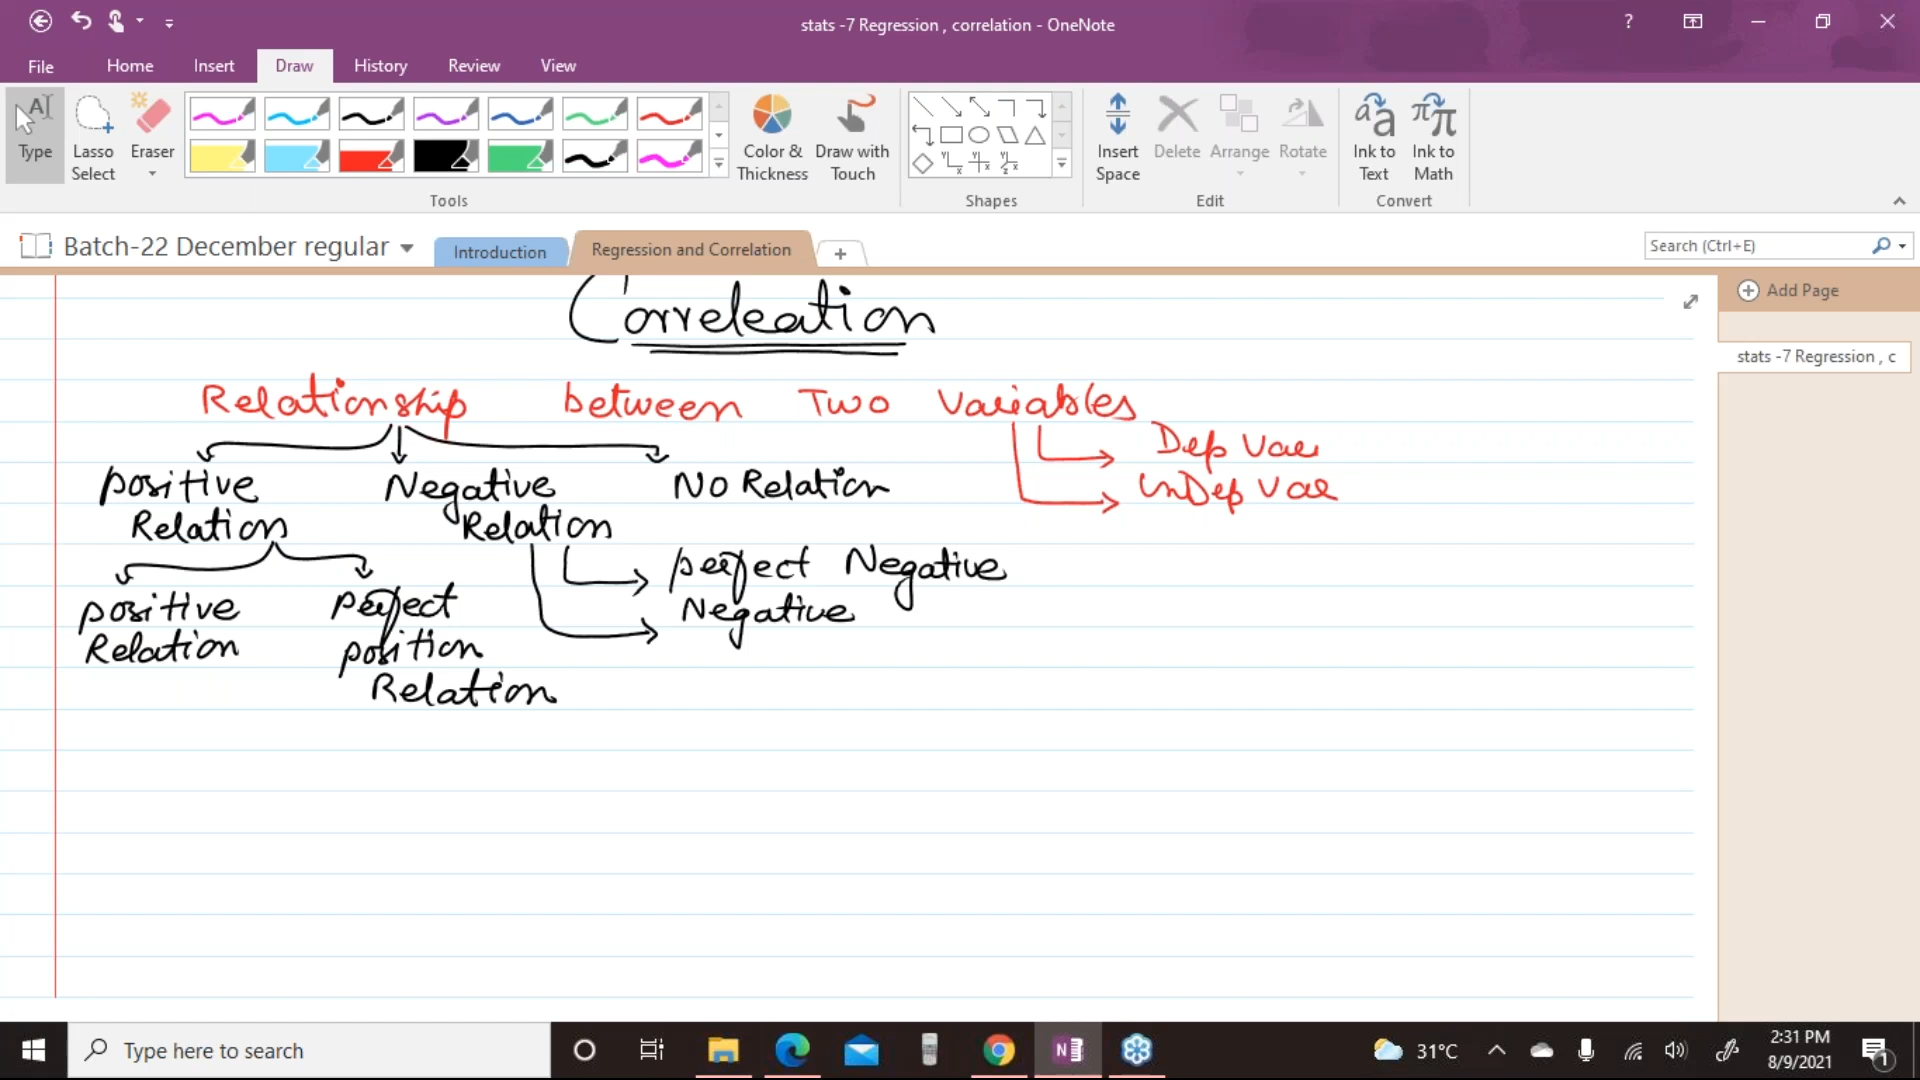 stats -7 Regression , correlation - OneNote
?
File Home Insert Draw History Review View
Type Lasso Select Eraser
Color & Thickness Draw with Touch
Insert Space Delete Arrange Rotate
Ink to Text Ink to Math
Tools Shapes Edit Convert
Batch-22 December regular Introduction Regression and Correlation +
Search (Ctrl+E)
Add Page
stats -7 Regression , c
Correleation
Relationship between Two Variables
Dep Var
InDep Var
Positive Relation
Negative Relation
No Relation
perfect Negative
Negative
positive Relation
perfect position Relation
Type here to search
31°C
2:31 PM
8/9/2021
1